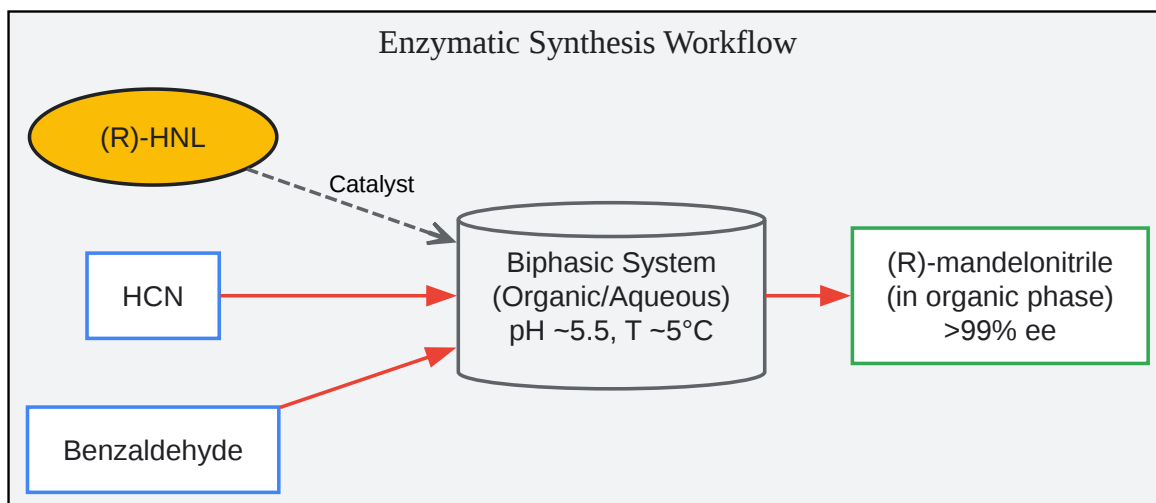 Enzymatic Synthesis Workflow
(R)-HNL
Catalyst
HCN
Benzaldehyde
Biphasic System
(Organic/Aqueous)
pH ~5.5, T ~5°C
(R)-mandelonitrile
(in organic phase)
>99% ee